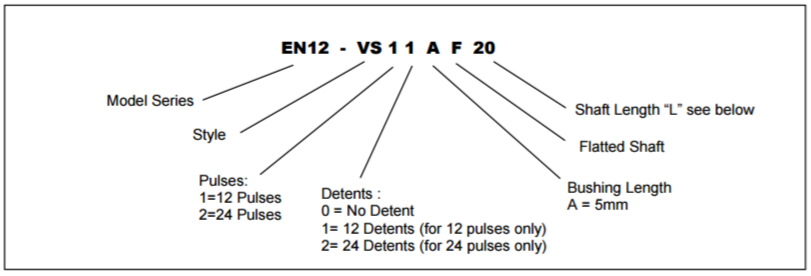 EN12 - VS 1 1 A F 20
Model Series
Style
Pulses:
1=12 Pulses
2=24 Pulses
Detents :
0 = No Detent
1= 12 Detents (for 12 pulses only)
2= 24 Detents (for 24 pulses only)
Bushing Length
A = 5mm
Flatted Shaft
Shaft Length “L” see below